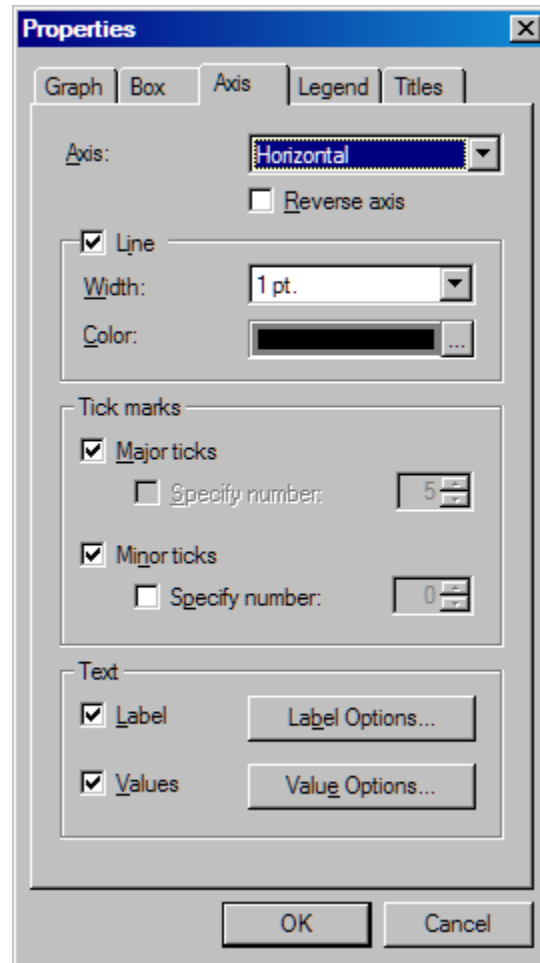 Properties
Graph Box Axis Legend Titles
Axis: Horizontal
Reverse axis
Line
Width: 1 pt.
Color: ...
Tick marks
Major ticks
Specify number: 5
Minor ticks
Specify number: 0
Text
Label Label Options...
Values Value Options...
OK Cancel